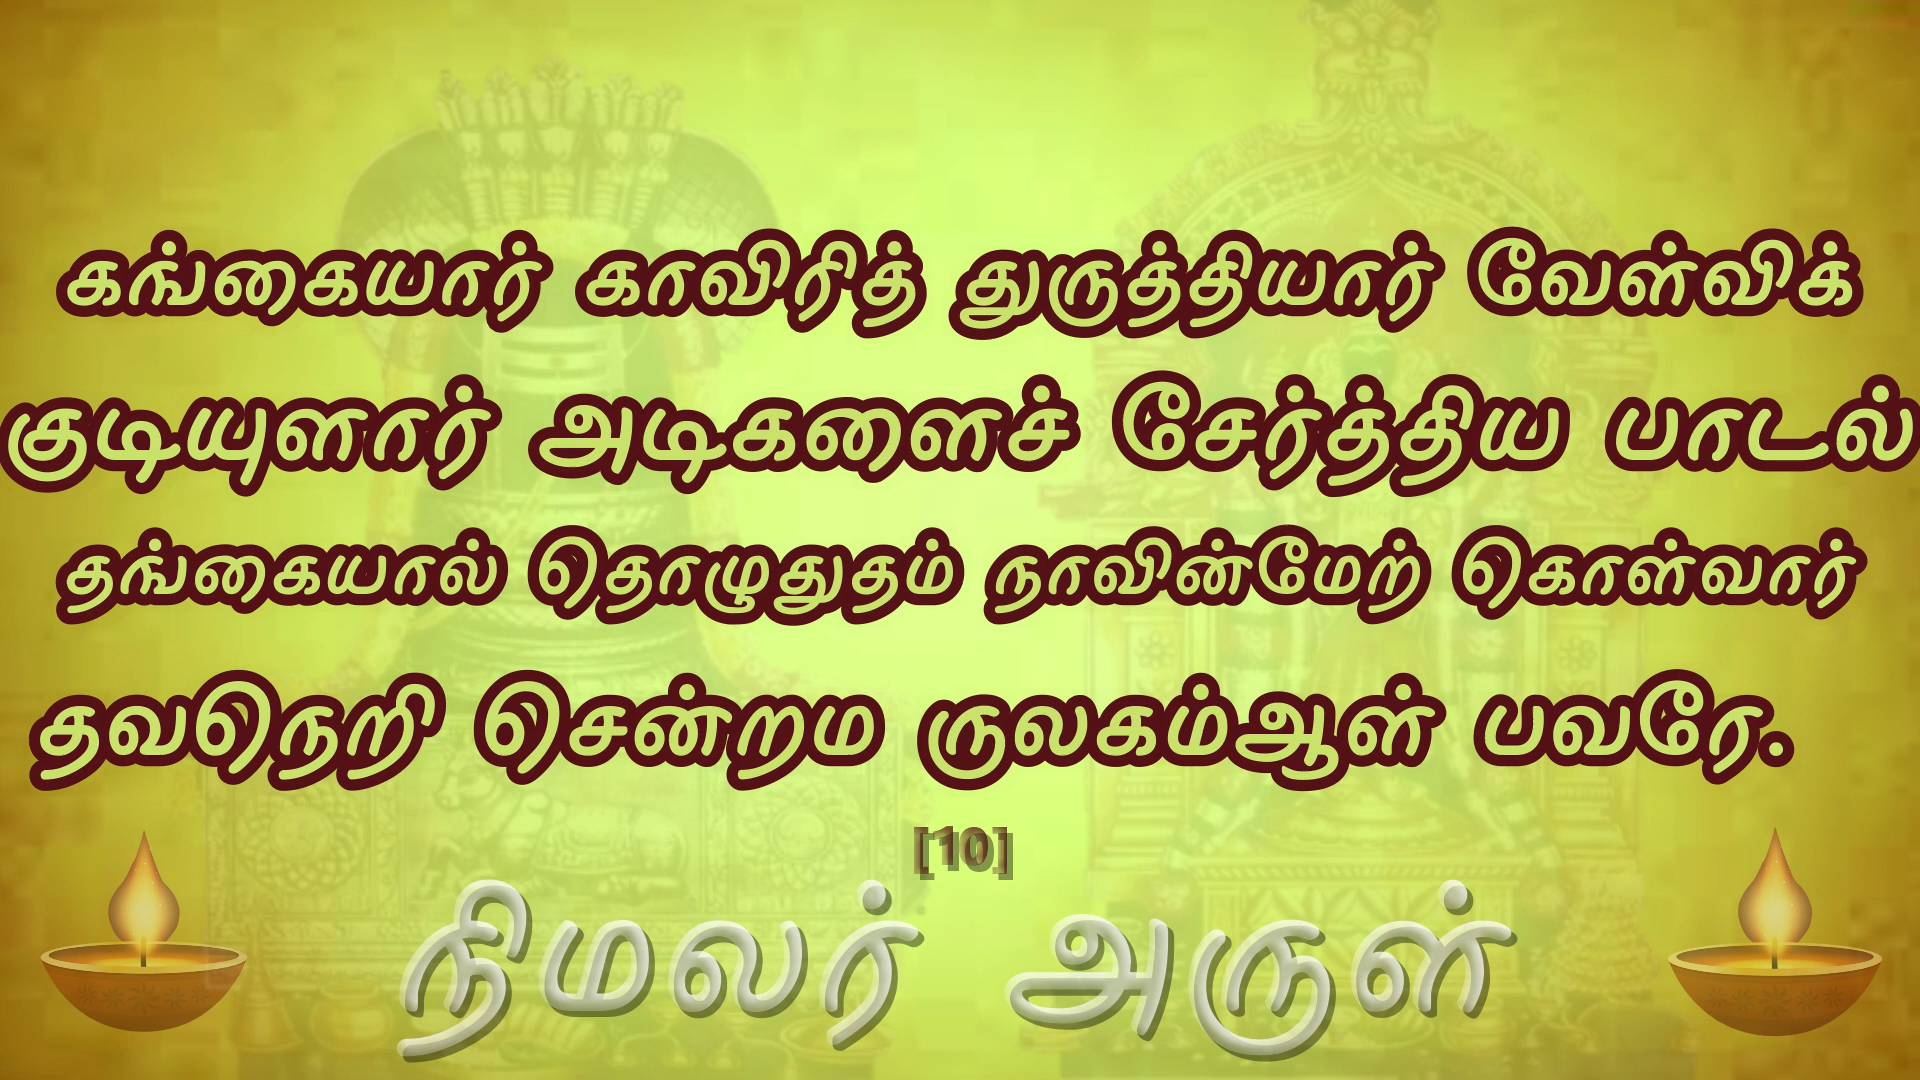 கங்கையார் காவிரித் துருத்தியார் வேள்விக்
குடியுளார் அடிகளைச் சேர்த்திய பாடல்
தங்கையால் தொழுதுதம் நாவின்மேற் கொள்வார்
தவநெறி சென்றம ருலகம்ஆள் பவரே.
[10]
நிமலர் அருள்